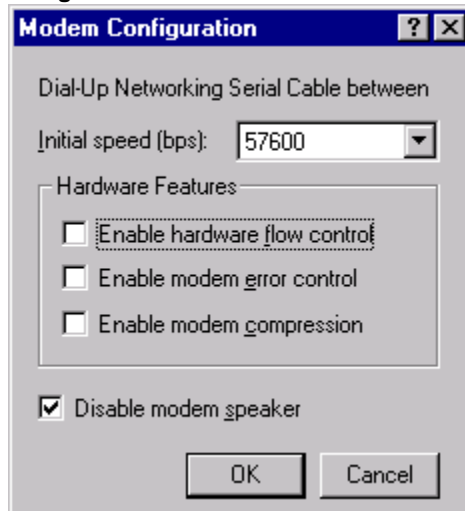 Modem Configuration
Dial-Up Networking Serial Cable between
Initial speed (bps): 57600
Hardware Features
Enable hardware flow control
Enable modem error control
Enable modem compression
Disable modem speaker
OK Cancel